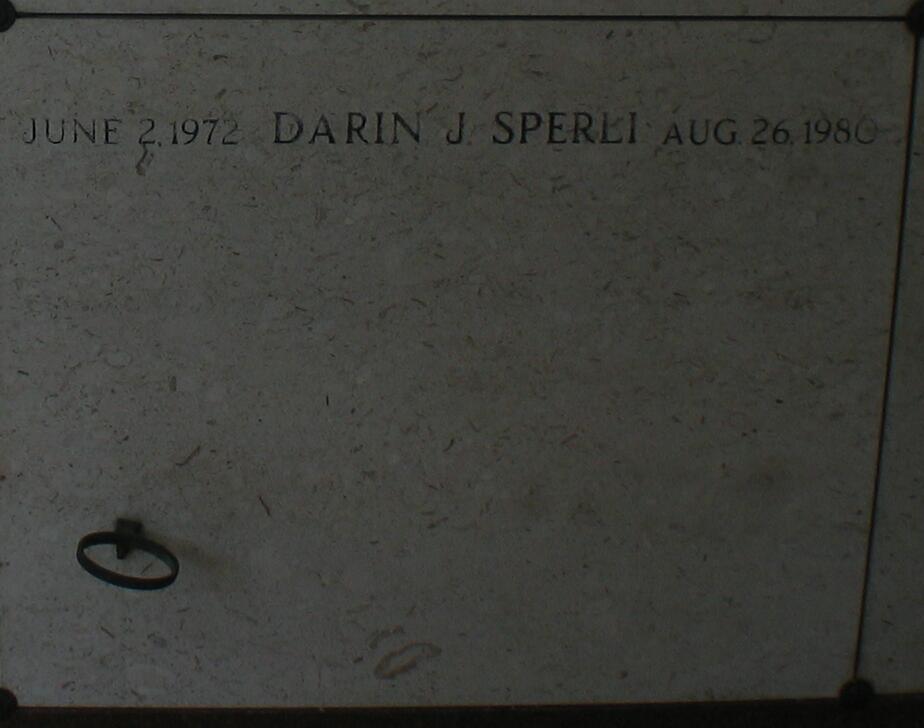 JUNE 2, 1972 DARIN J. SPERLI AUG. 26, 1980